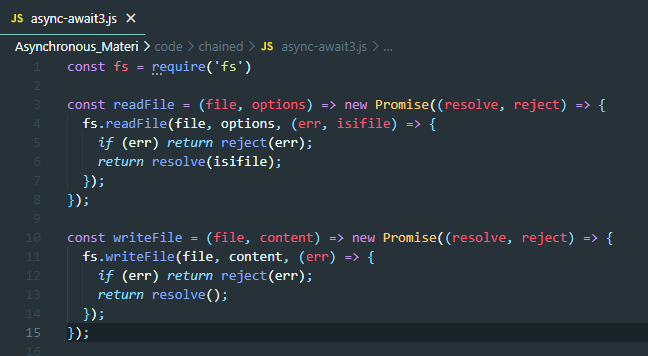 JS async-await3.js ×
Asynchronous_Materi > code > chained > JS async-await3.js > ...
1 const fs = require('fs')
2
3 const readFile = (file, options) => new Promise((resolve, reject) => {
4   fs.readFile(file, options, (err, isifile) => {
5     if (err) return reject(err);
6     return resolve(isifile);
7   });
8 });
9
10 const writeFile = (file, content) => new Promise((resolve, reject) => {
11   fs.writeFile(file, content, (err) => {
12     if (err) return reject(err);
13     return resolve();
14   });
15 });
16